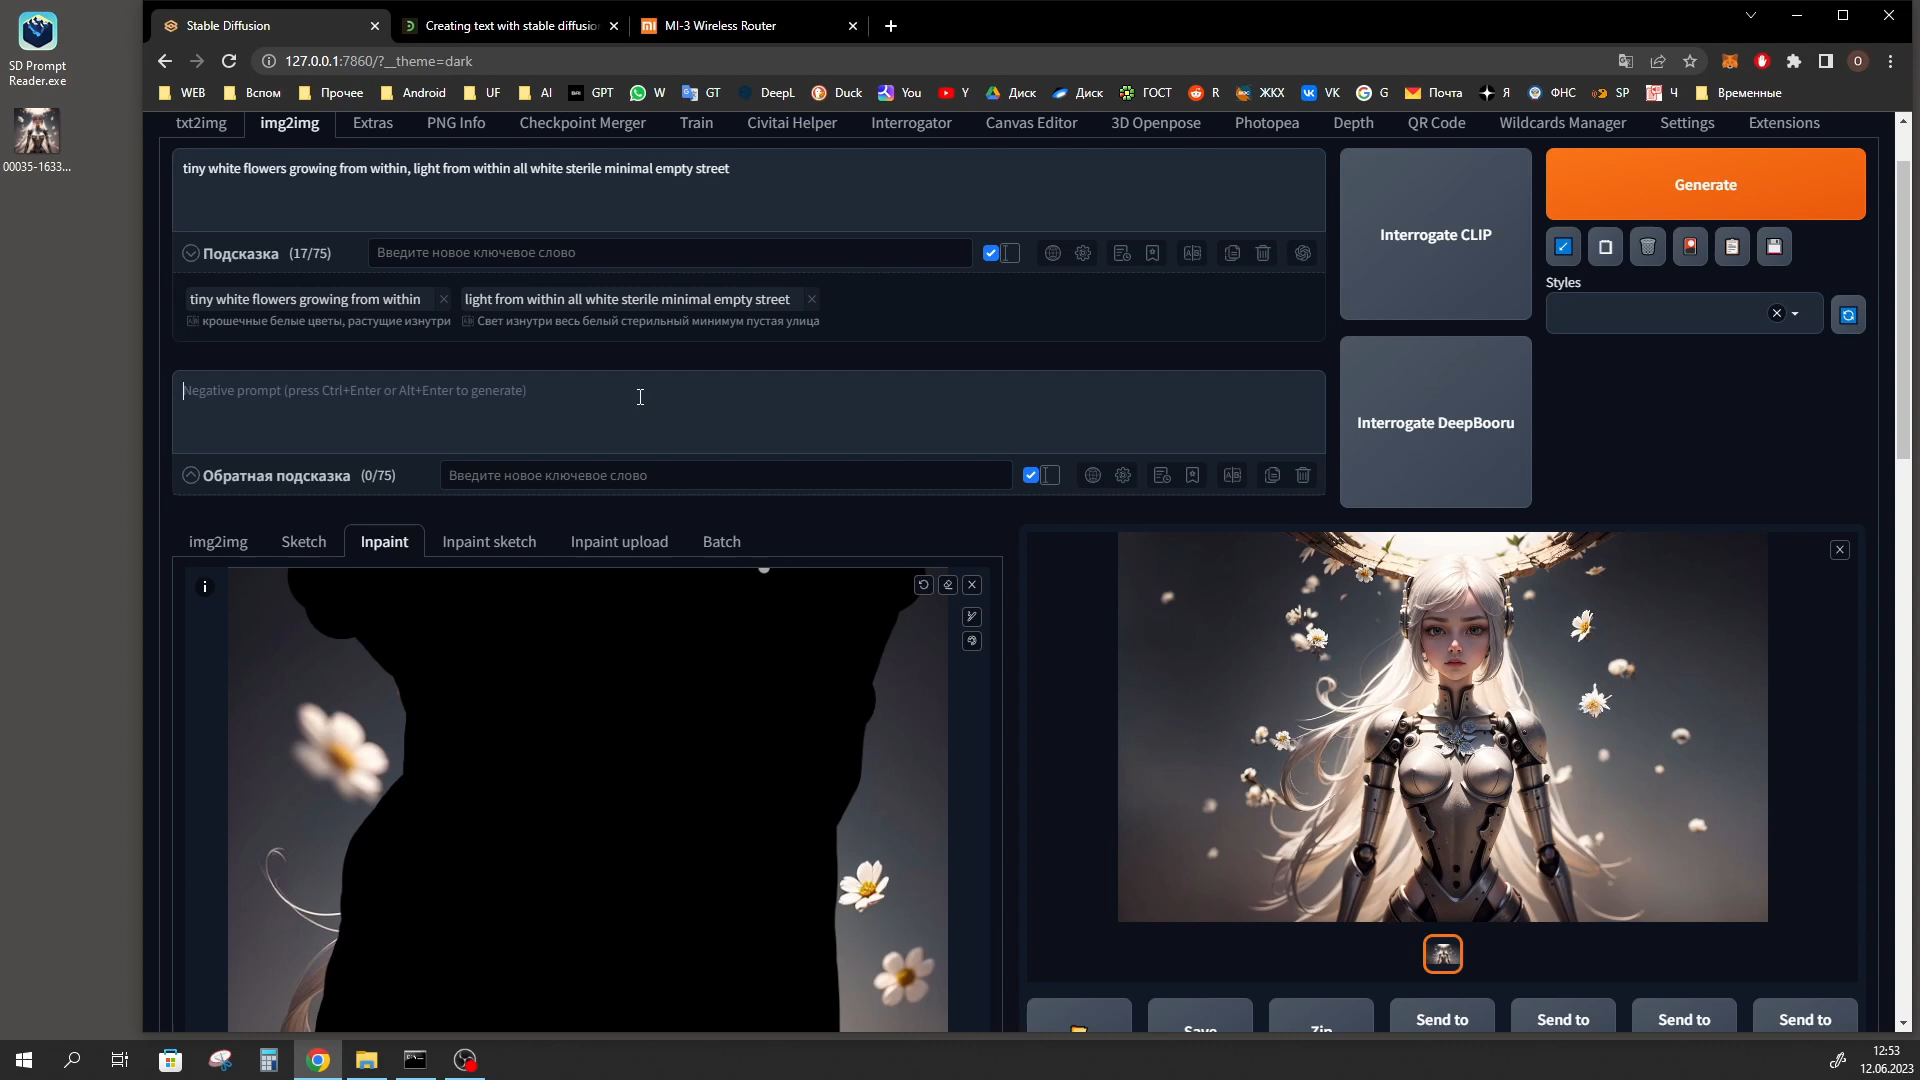 SD Prompt
Reader.exe
00035-1633...
Stable Diffusion
Creating text with stable diffusion
MI-3 Wireless Router
127.0.0.1:7860/?__theme=dark
WEB
Вспом
Прочее
Android
UF
AI
GPT
W
GT
DeepL
Duck
You
Y
Диск
Диск
ГОСТ
R
ЖКХ
VK
G
Почта
Я
ФНС
SP
Ч
Временные
txt2img
img2img
Extras
PNG Info
Checkpoint Merger
Train
Civitai Helper
Interrogator
Canvas Editor
3D Openpose
Photopea
Depth
QR Code
Wildcards Manager
Settings
Extensions
tiny white flowers growing from within, light from within all white sterile minimal empty street
Interrogate CLIP
Generate
Подсказка (17/75)
Введите новое ключевое слово
Styles
tiny white flowers growing from within
light from within all white sterile minimal empty street
крошечные белые цветы, растущие изнутри
Свет изнутри весь белый стерильный минимум пустая улица
Negative prompt (press Ctrl+Enter or Alt+Enter to generate)
Interrogate DeepBooru
Обратная подсказка (0/75)
Введите новое ключевое слово
img2img
Sketch
Inpaint
Inpaint sketch
Inpaint upload
Batch
Save
Zip
Send to
Send to
Send to
Send to
12:53
12.06.2023